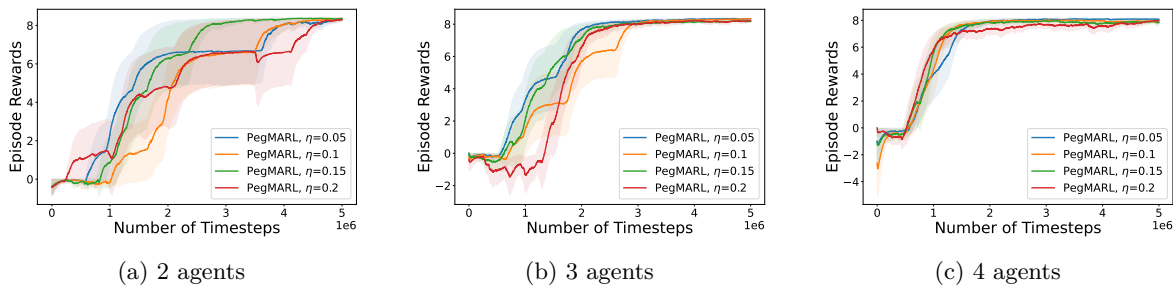 Episode Rewards
8
6
4
2
0
PegMARL, η=0.05
PegMARL, η=0.1
PegMARL, η=0.15
PegMARL, η=0.2
0 1 2 3 4 5
1e6
Number of Timesteps
(a) 2 agents
Episode Rewards
8
6
4
2
0
−2
PegMARL, η=0.05
PegMARL, η=0.1
PegMARL, η=0.15
PegMARL, η=0.2
0 1 2 3 4 5
1e6
Number of Timesteps
(b) 3 agents
Episode Rewards
8
6
4
2
0
−2
−4
PegMARL, η=0.05
PegMARL, η=0.1
PegMARL, η=0.15
PegMARL, η=0.2
0 1 2 3 4 5
1e6
Number of Timesteps
(c) 4 agents